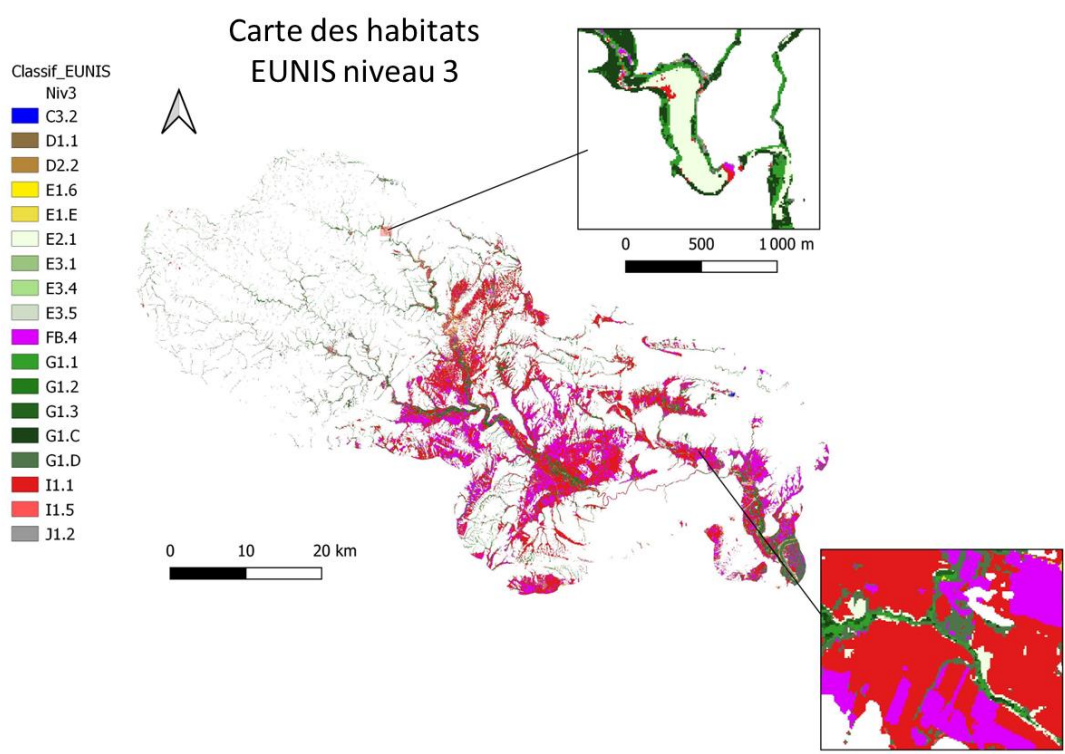 Carte des habitats
EUNIS niveau 3
Classif_EUNIS
Niv3
C3.2
D1.1
D2.2
E1.6
E1.E
E2.1
E3.1
E3.4
E3.5
FB.4
G1.1
G1.2
G1.3
G1.C
G1.D
I1.1
I1.5
J1.2
0 500 1 000 m
0 10 20 km